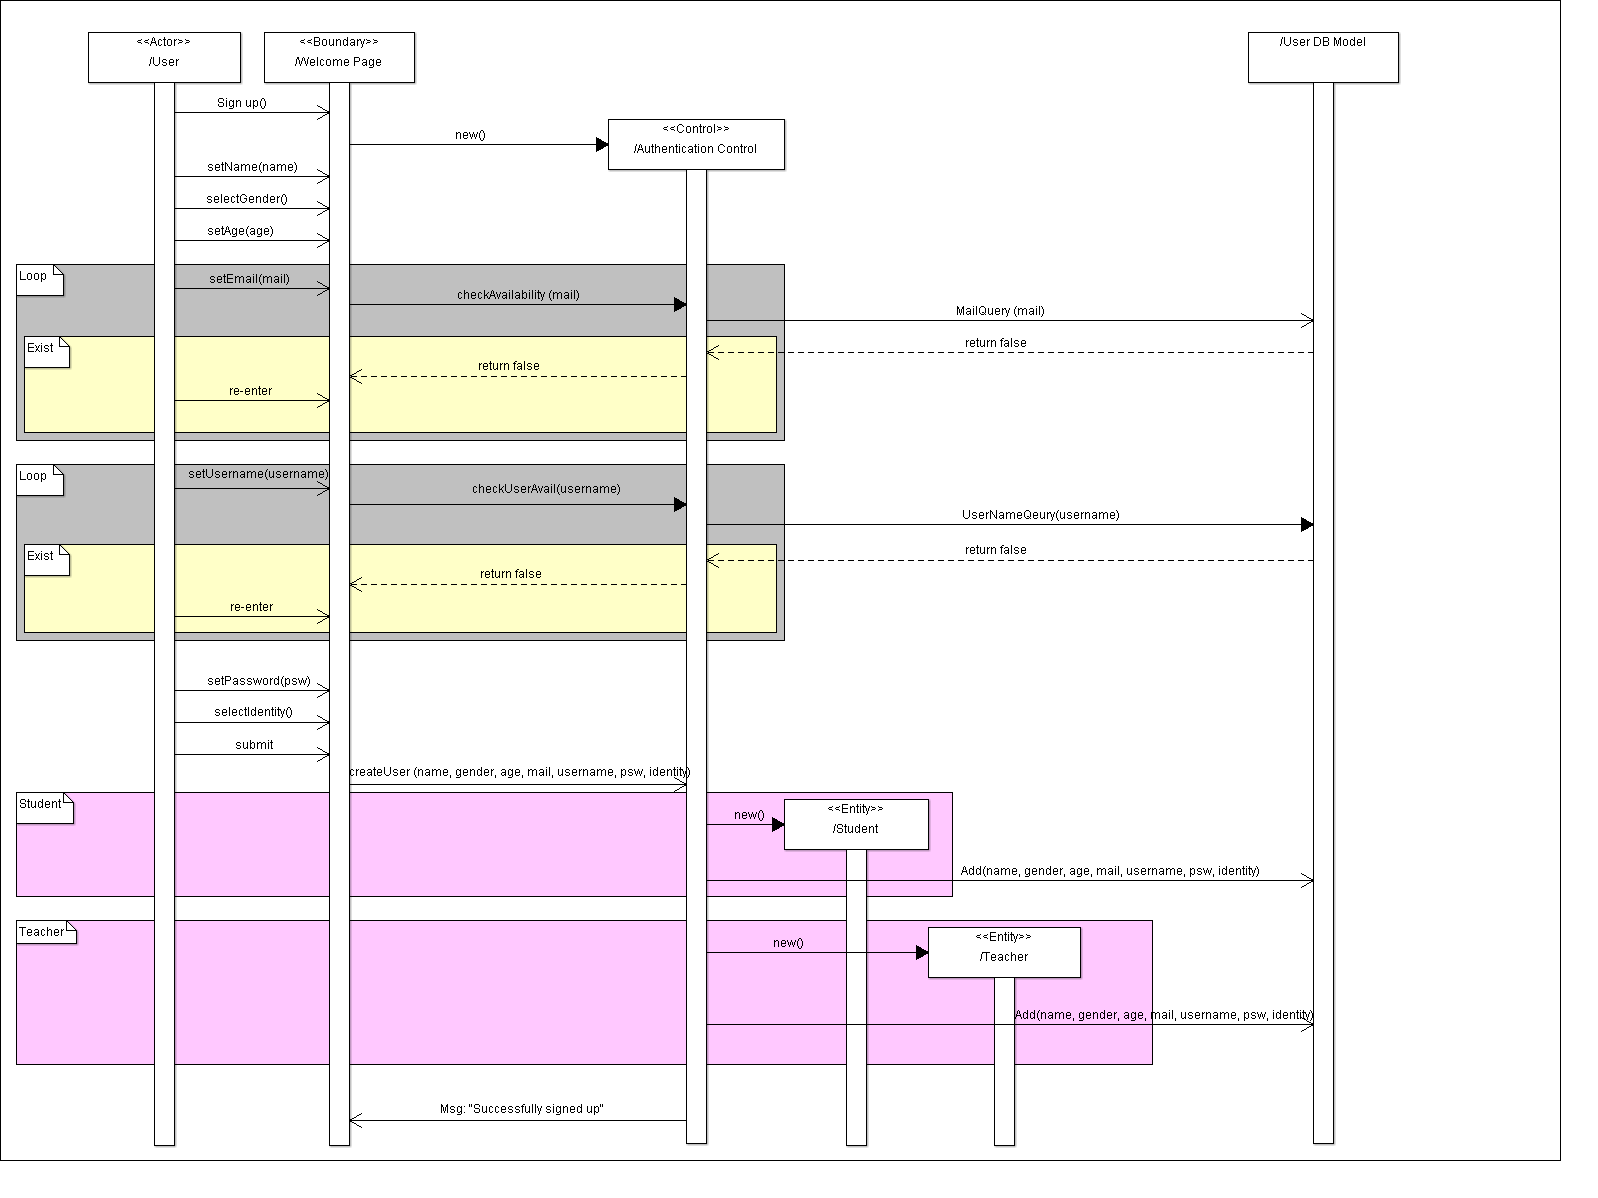 <<Actor>>
/User
<<Boundary>>
/Welcome Page
/User DB Model
Sign up()
new()
<<Control>>
/Authentication Control
setName(name)
selectGender()
setAge(age)
Loop
setEmail(mail)
checkAvailability (mail)
MailQuery (mail)
Exist
return false
return false
re-enter
Loop
setUsername(username)
checkUserAvail(username)
UserNameQeury(username)
Exist
return false
return false
re-enter
setPassword(psw)
selectIdentity()
submit
createUser (name, gender, age, mail, username, psw, identity)
Student
new()
<<Entity>>
/Student
Add(name, gender, age, mail, username, psw, identity)
Teacher
new()
<<Entity>>
/Teacher
Add(name, gender, age, mail, username, psw, identity)
Msg: "Successfully signed up"